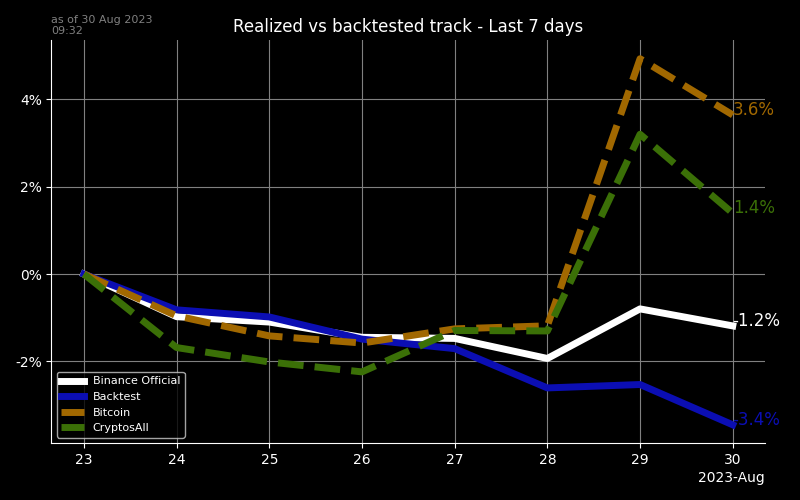 as of 30 Aug 2023
09:32
Realized vs backtested track - Last 7 days
4%
2%
0%
-2%
3.6%
1.4%
-1.2%
-3.4%
Binance Official
Backtest
Bitcoin
CryptosAll
23 24 25 26 27 28 29 30
2023-Aug